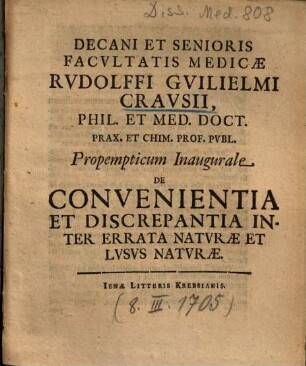 Diss. Med. 808
DECANI ET SENIORIS
FACVLTATIS MEDICÆ
RVDOLFFI GVILIELMI
CRAVSII,
PHIL. ET MED. DOCT.
PRAX. ET CHIM. PROF. PVBL.
Propempticum Inaugurale
DE
CONVENIENTIA
ET DISCREPANTIA IN-
TER ERRATA NATVRÆ ET
LVSVS NATVRÆ.
IENÆ LITTERIS KREBSIANIS.
(8. III. 1705)